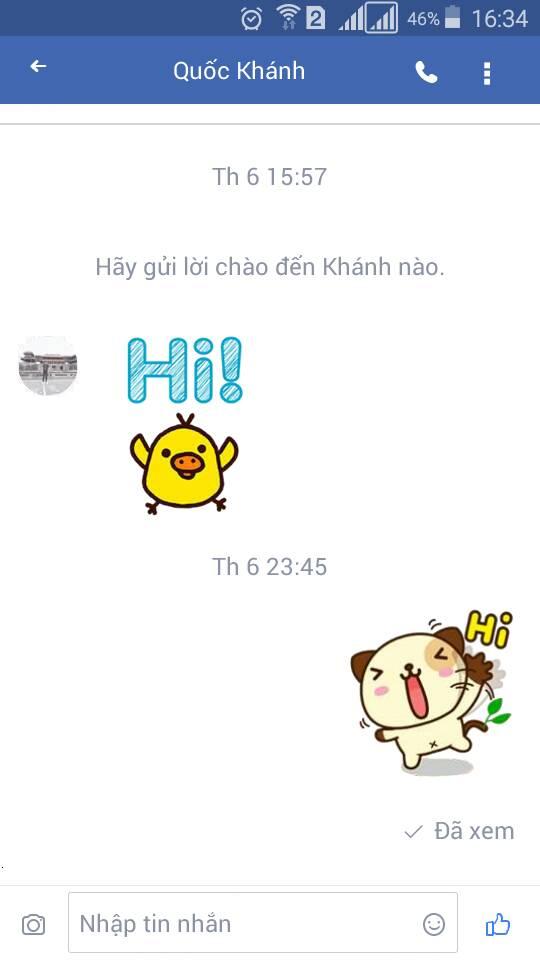 2 46% 16:34
Quốc Khánh
Th 6 15:57
Hãy gửi lời chào đến Khánh nào.
Hi!
Th 6 23:45
Hi
Đã xem
.
Nhập tin nhắn